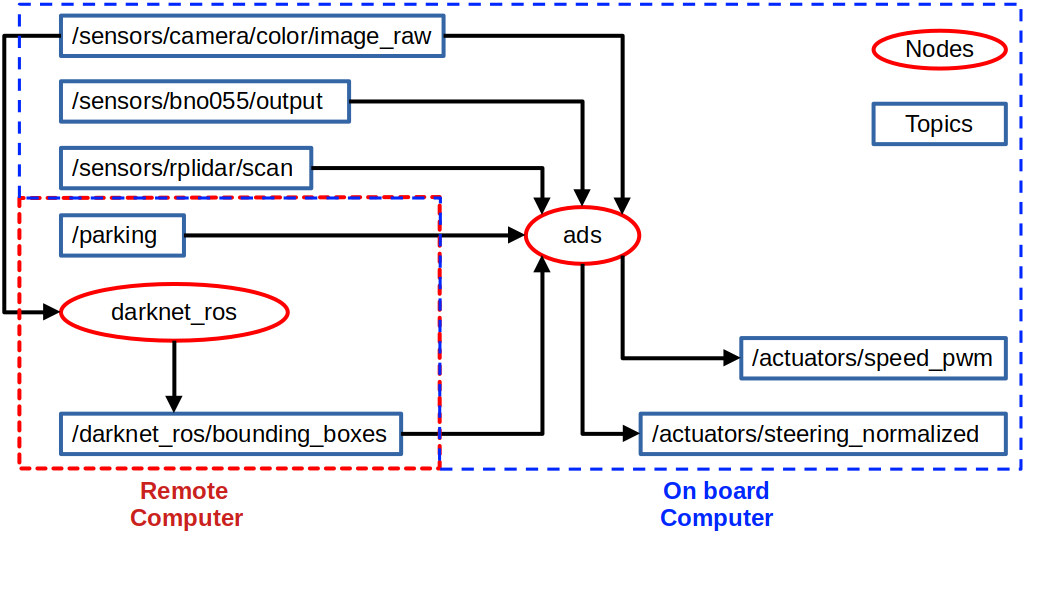 /sensors/camera/color/image_raw
Nodes
/sensors/bno055/output
Topics
/sensors/rplidar/scan
/parking
ads
darknet_ros
/actuators/speed_pwm
/darknet_ros/bounding_boxes
/actuators/steering_normalized
Remote
Computer
On board
Computer